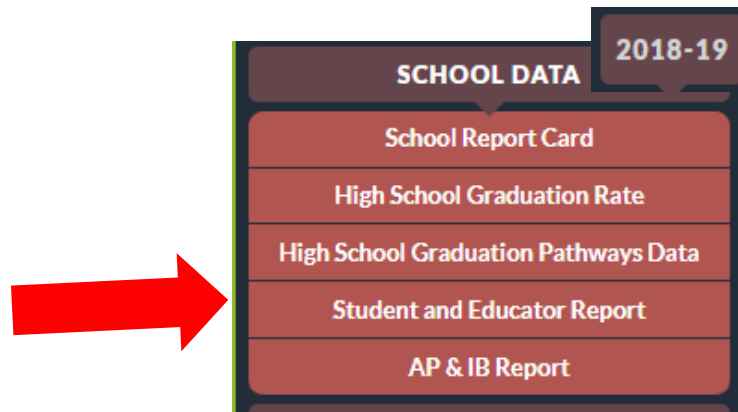 2018-19
SCHOOL DATA
School Report Card
High School Graduation Rate
High School Graduation Pathways Data
Student and Educator Report
AP & IB Report